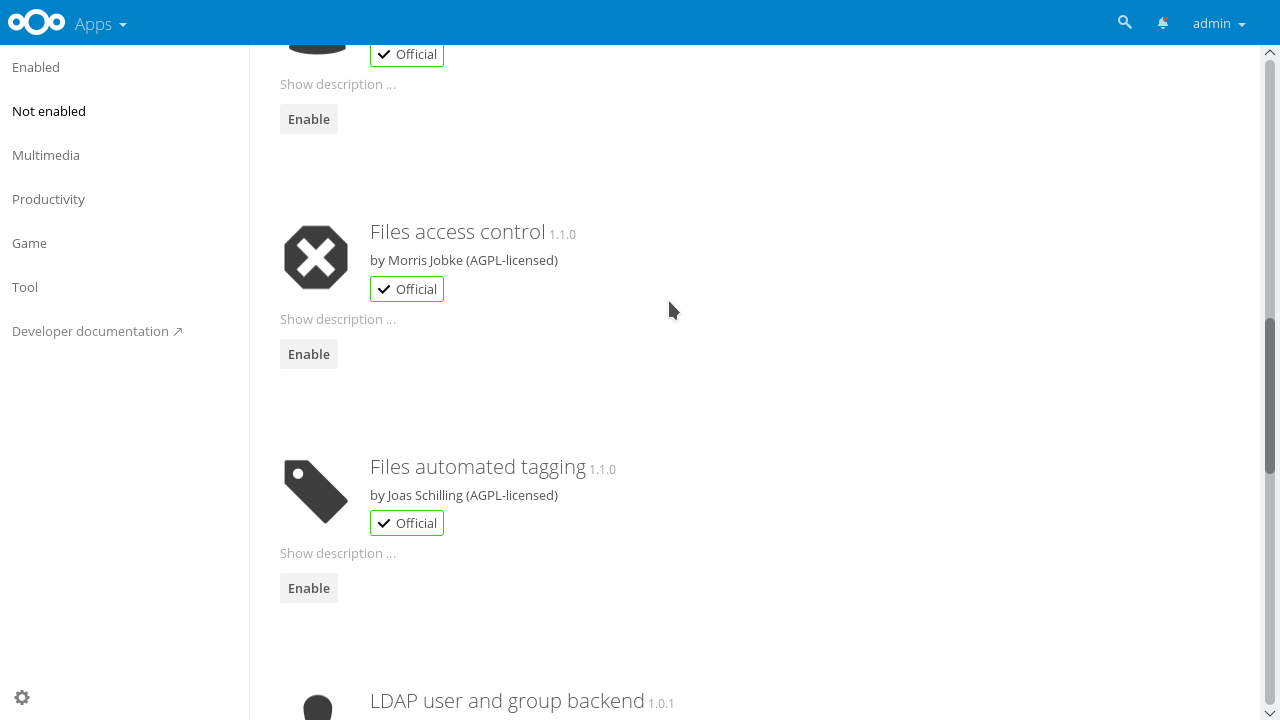 Apps
admin
Enabled
Not enabled
Multimedia
Productivity
Game
Tool
Developer documentation ↗
Official
Show description ...
Enable
Files access control 1.1.0
by Morris Jobke (AGPL-licensed)
Official
Show description ...
Enable
Files automated tagging 1.1.0
by Joas Schilling (AGPL-licensed)
Official
Show description ...
Enable
LDAP user and group backend 1.0.1